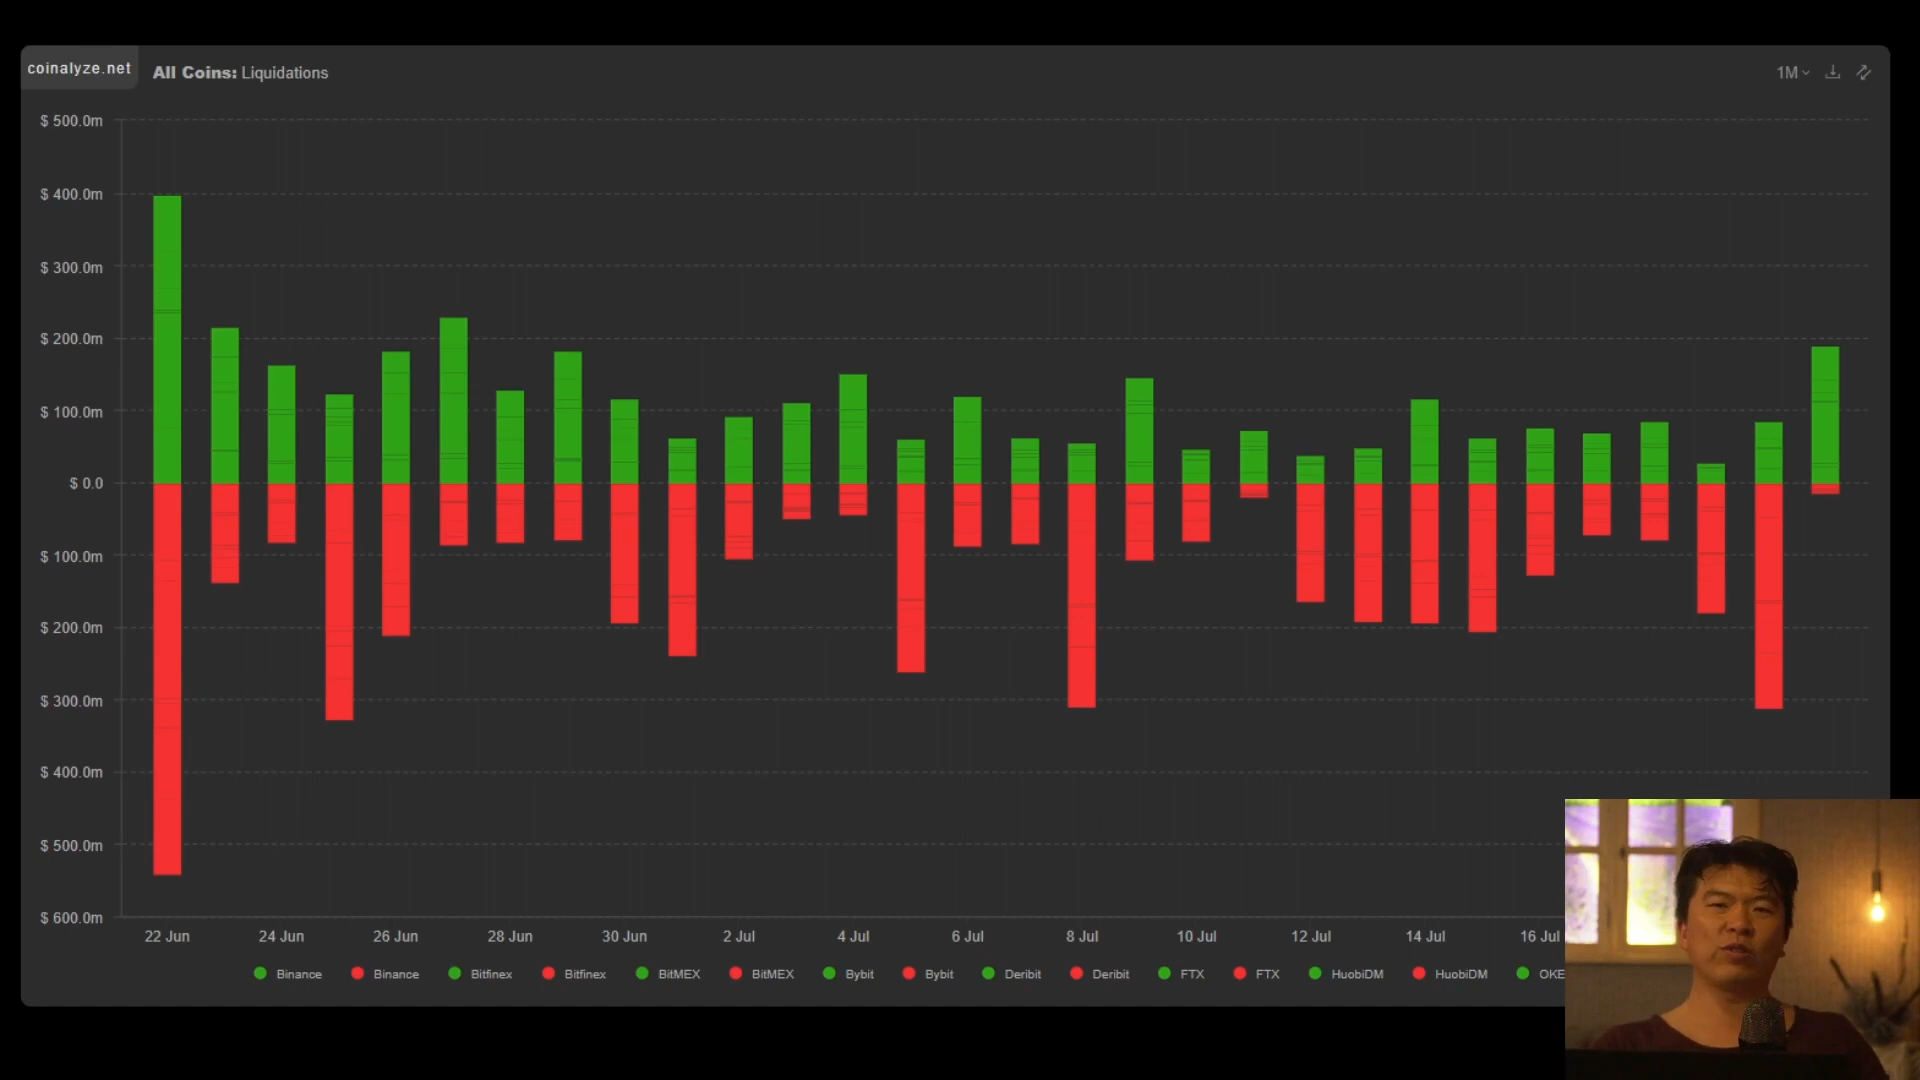 coinalyze.net
All Coins: Liquidations
1M
$ 500.0m
$ 400.0m
$ 300.0m
$ 200.0m
$ 100.0m
$ 0.0
$ 100.0m
$ 200.0m
$ 300.0m
$ 400.0m
$ 500.0m
$ 600.0m
22 Jun 24 Jun 26 Jun 28 Jun 30 Jun 2 Jul 4 Jul 6 Jul 8 Jul 10 Jul 12 Jul 14 Jul 16 Jul
Binance Binance Bitfinex Bitfinex BitMEX BitMEX Bybit Bybit Deribit Deribit FTX FTX HuobiDM HuobiDM OKE